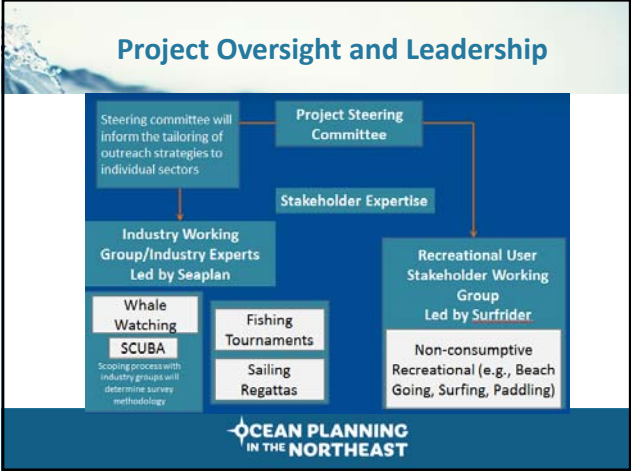 Project Oversight and Leadership
Steering committee will
inform the tailoring of
outreach strategies to
individual sectors
Project Steering
Committee
Stakeholder Expertise
Industry Working
Group/Industry Experts
Led by Seaplan
Whale
Watching
SCUBA
Scoping process with
industry groups will
determine survey
methodology
Fishing
Tournaments
Sailing
Regattas
Recreational User
Stakeholder Working
Group
Led by Surfrider
Non-consumptive
Recreational (e.g., Beach
Going, Surfing, Paddling)
OCEAN PLANNING
IN THE NORTHEAST